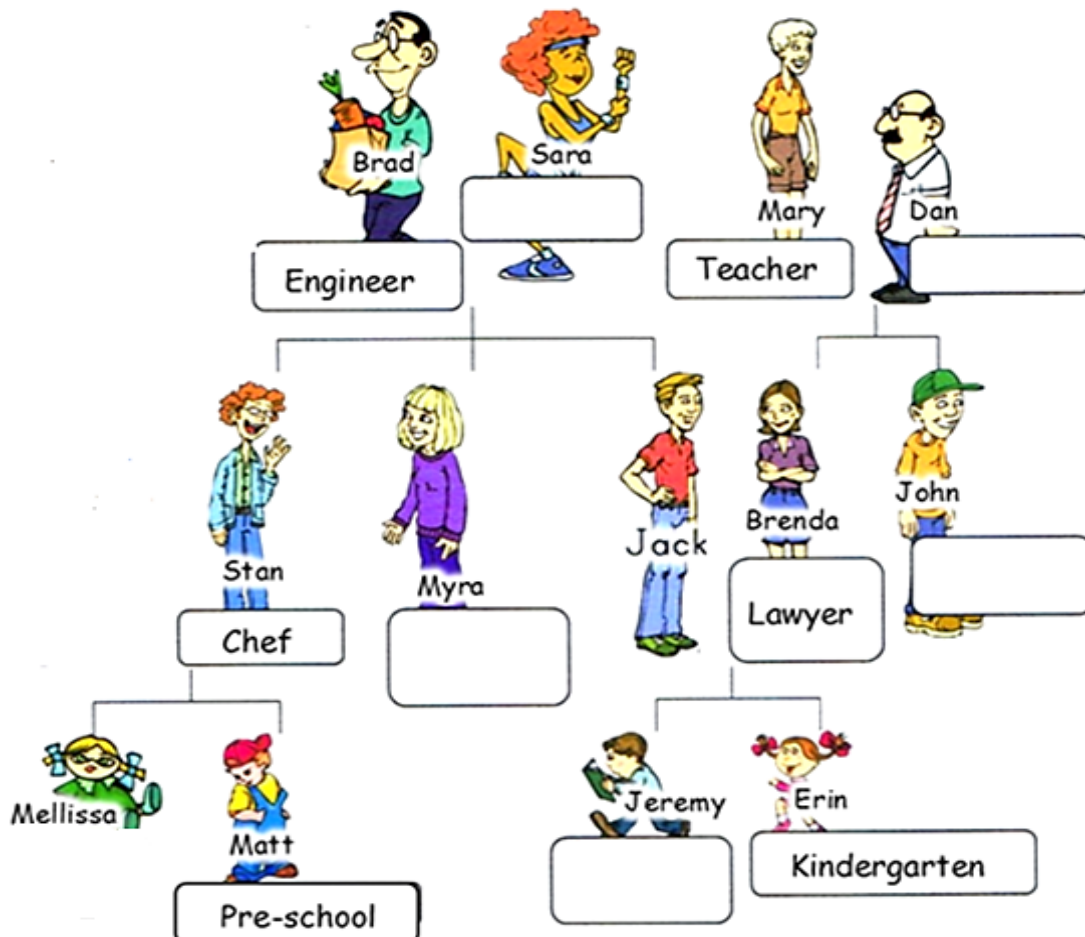 Brad
Sara
Mary
Dan
Engineer
Teacher
Stan
Myra
Jack
Brenda
John
Chef
Lawyer
Mellissa
Matt
Jeremy
Erin
Pre-school
Kindergarten